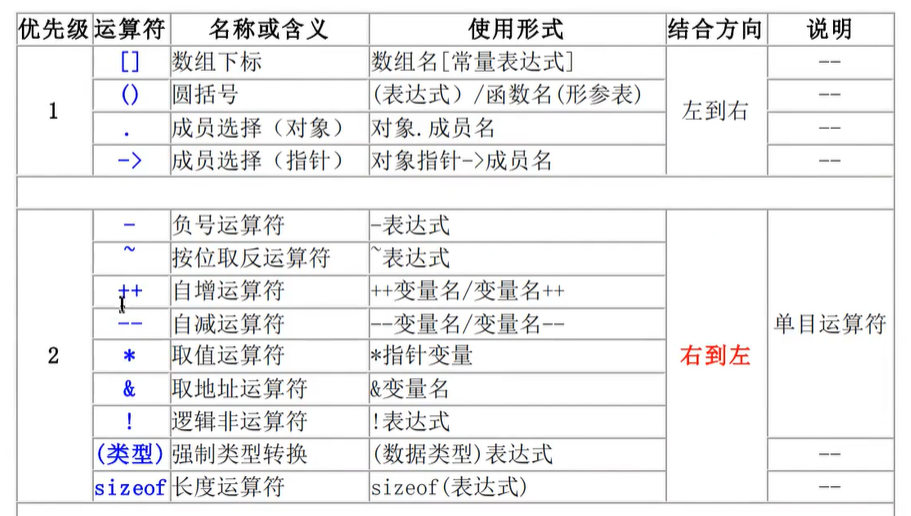 优先级 运算符 名称或含义 使用形式 结合方向 说明
1 [] 数组下标 数组名[常量表达式] 左到右 --
() 圆括号 (表达式）/函数名(形参表) --
. 成员选择（对象） 对象.成员名 --
-> 成员选择（指针） 对象指针->成员名 --
2 - 负号运算符 -表达式 右到左 单目运算符
~ 按位取反运算符 ~表达式
++ 自增运算符 ++变量名/变量名++
-- 自减运算符 --变量名/变量名--
* 取值运算符 *指针变量
& 取地址运算符 &变量名
! 逻辑非运算符 !表达式
(类型) 强制类型转换 (数据类型)表达式 --
sizeof 长度运算符 sizeof(表达式) --